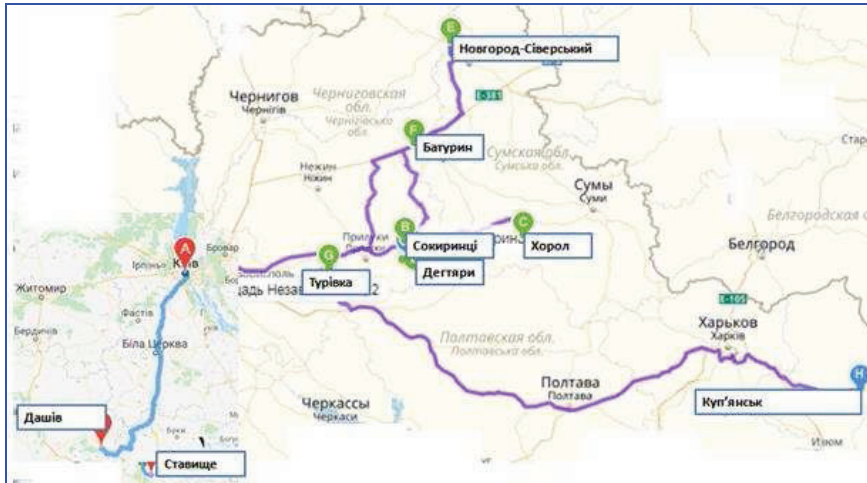 E
Новгород-Сіверський
Е-381
Черниговская
обл.
Чернігівська
обл.
Чернигов
Чернігів
F
Батурин
Сумская обл.
Сумська обл.
Нежин
Ніжин
Сумы
Суми
Белгородская
Белгород
B
C
Сокиринці
Хорол
Прилуки
G
Дегтяри
Турівка
A
Київ
Ірпінь
Бровар
Житомир
Фастів
Бердичів
Біла Церква
Е-105
Харьков
Харків
Полтавская обл.
Полтавська обл.
Полтава
Полтава
H
Куп'янськ
Черкассы
Черкаси
Дашів
Ставище
Изюм